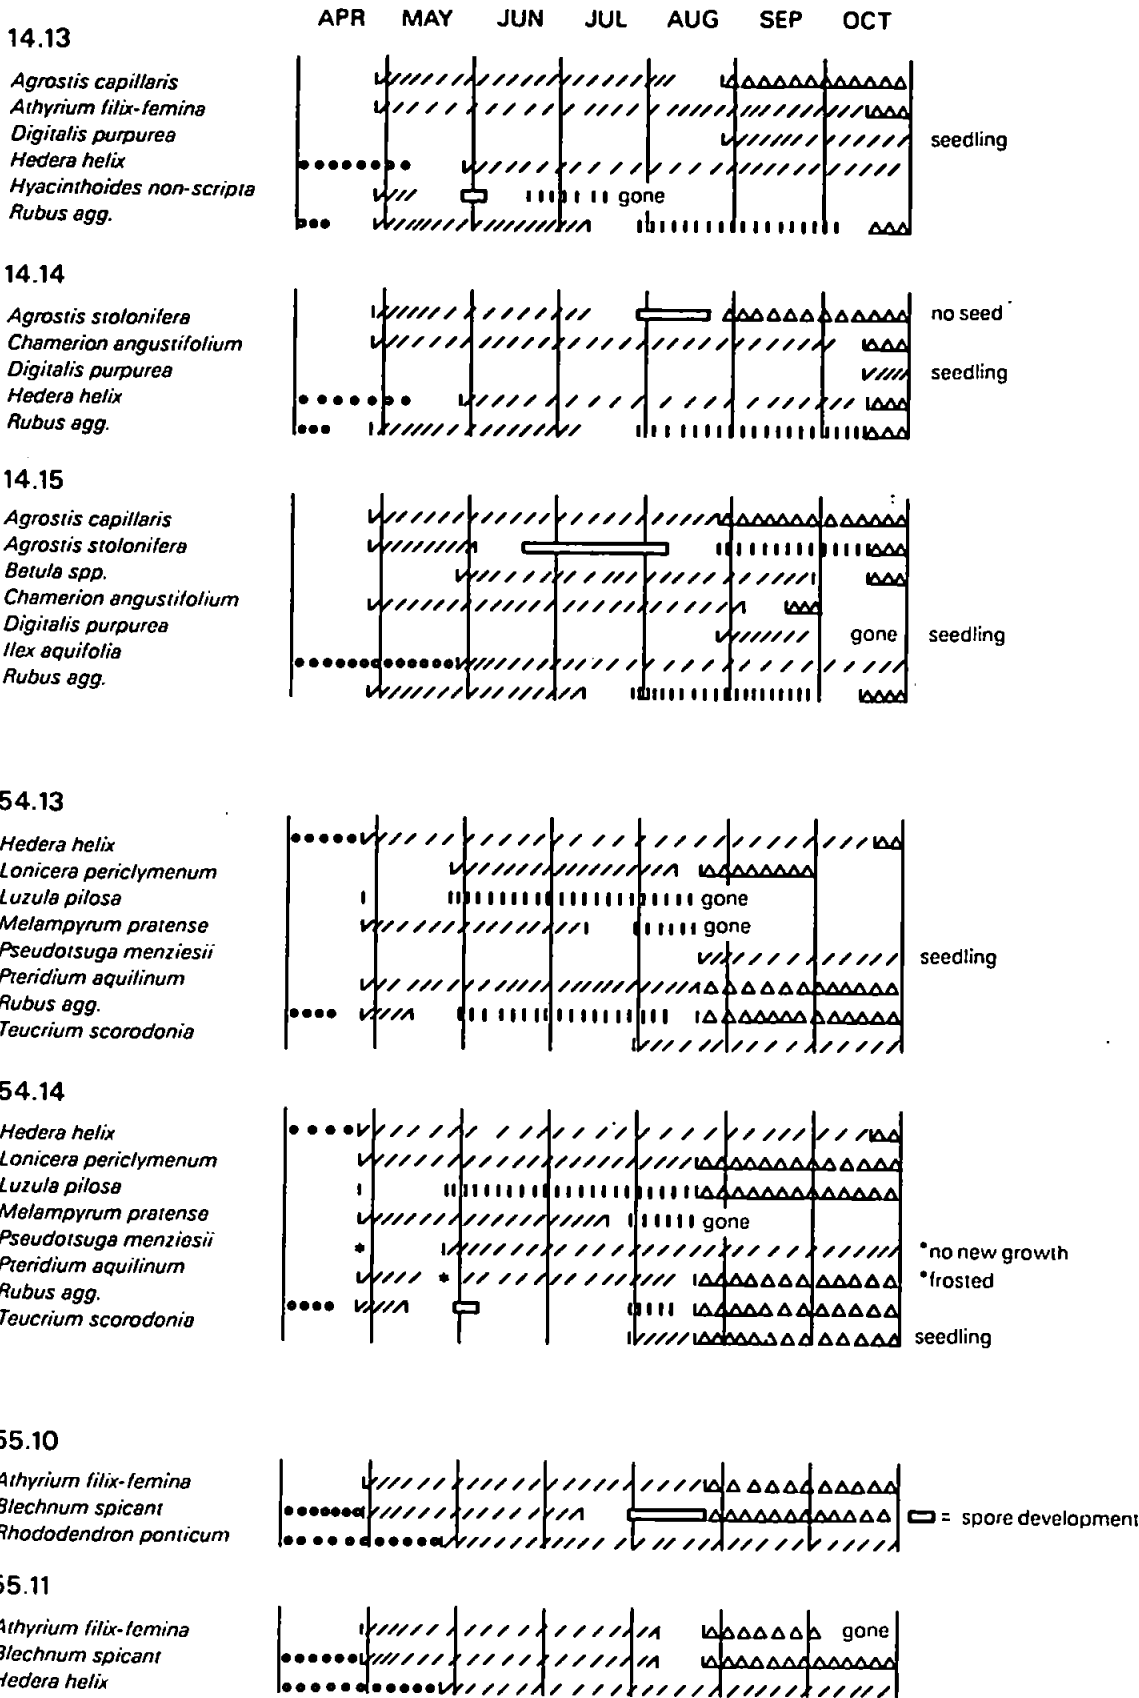 APR MAY JUN JUL AUG SEP OCT
14.13
Agrostis capillaris
Athyrium filix-femina
Digitalis purpurea seedling
Hedera helix
Hyacinthoides non-scripta gone
Rubus agg.
14.14
Agrostis stolonifera no seed
Chamerion angustifolium
Digitalis purpurea seedling
Hedera helix
Rubus agg.
14.15
Agrostis capillaris
Agrostis stolonifera
Betula spp.
Chamerion angustifolium
Digitalis purpurea gone seedling
Ilex aquifolia
Rubus agg.
54.13
Hedera helix
Lonicera periclymenum
Luzula pilosa gone
Melampyrum pratense gone
Pseudotsuga menziesii seedling
Pteridium aquilinum
Rubus agg.
Teucrium scorodonia
54.14
Hedera helix
Lonicera periclymenum
Luzula pilosa
Melampyrum pratense gone
Pseudotsuga menziesii * *no new growth
Pteridium aquilinum * *frosted
Rubus agg.
Teucrium scorodonia seedling
55.10
Athyrium filix-femina
Blechnum spicant = spore development
Rhododendron ponticum
55.11
Athyrium filix-femina gone
Blechnum spicant
Hedera helix